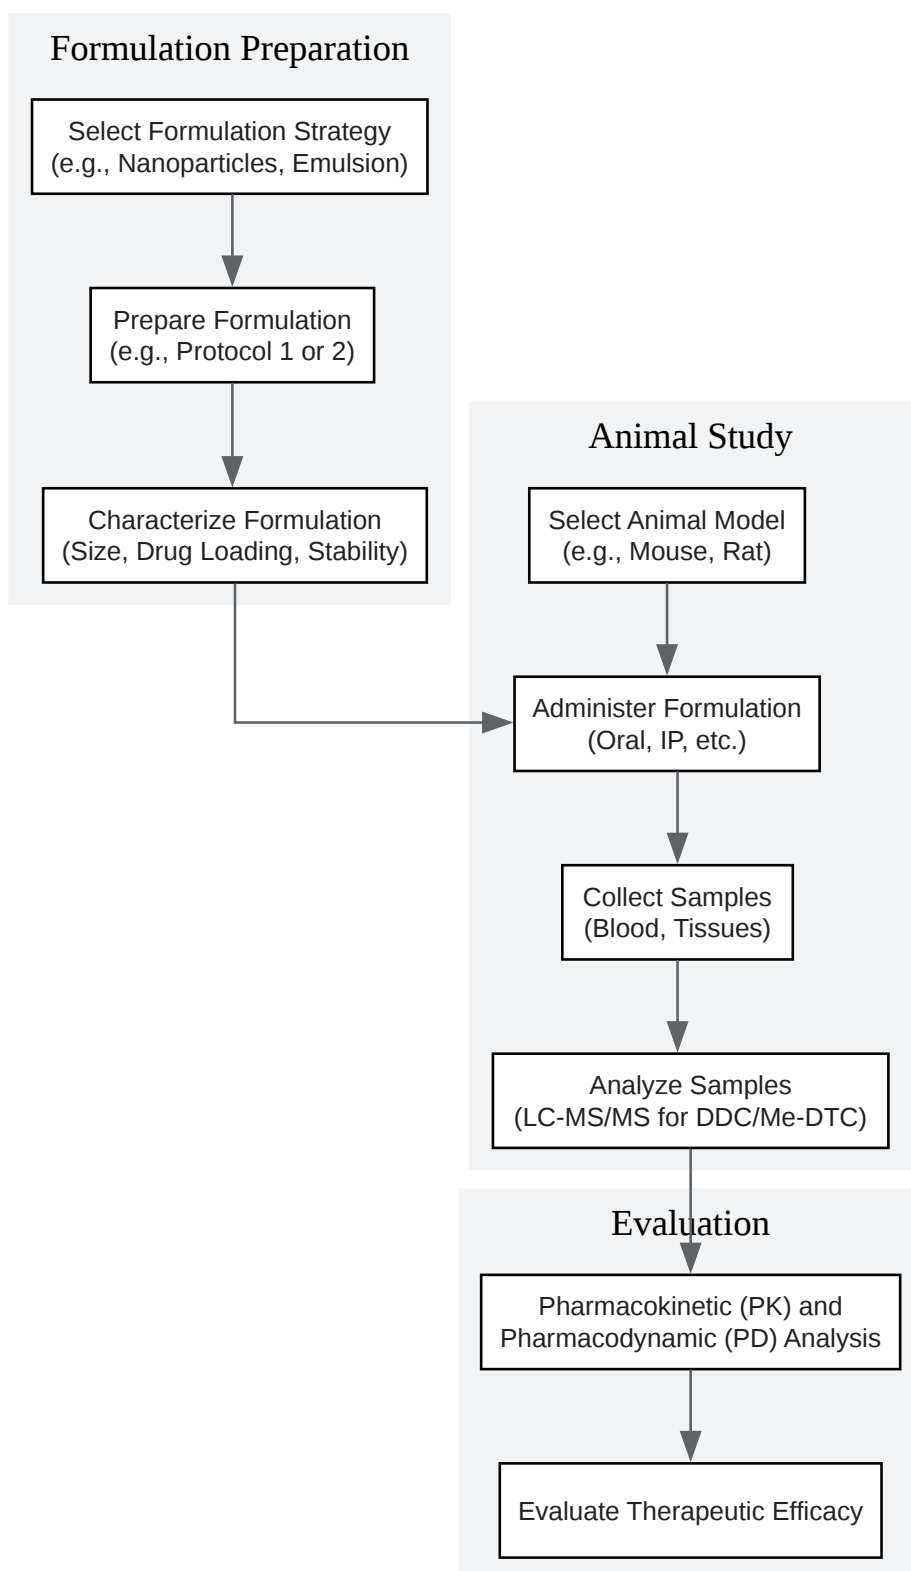 Formulation Preparation
Select Formulation Strategy
(e.g., Nanoparticles, Emulsion)
Prepare Formulation
(e.g., Protocol 1 or 2)
Characterize Formulation
(Size, Drug Loading, Stability)
Animal Study
Select Animal Model
(e.g., Mouse, Rat)
Administer Formulation
(Oral, IP, etc.)
Collect Samples
(Blood, Tissues)
Analyze Samples
(LC-MS/MS for DDC/Me-DTC)
Evaluation
Pharmacokinetic (PK) and
Pharmacodynamic (PD) Analysis
Evaluate Therapeutic Efficacy